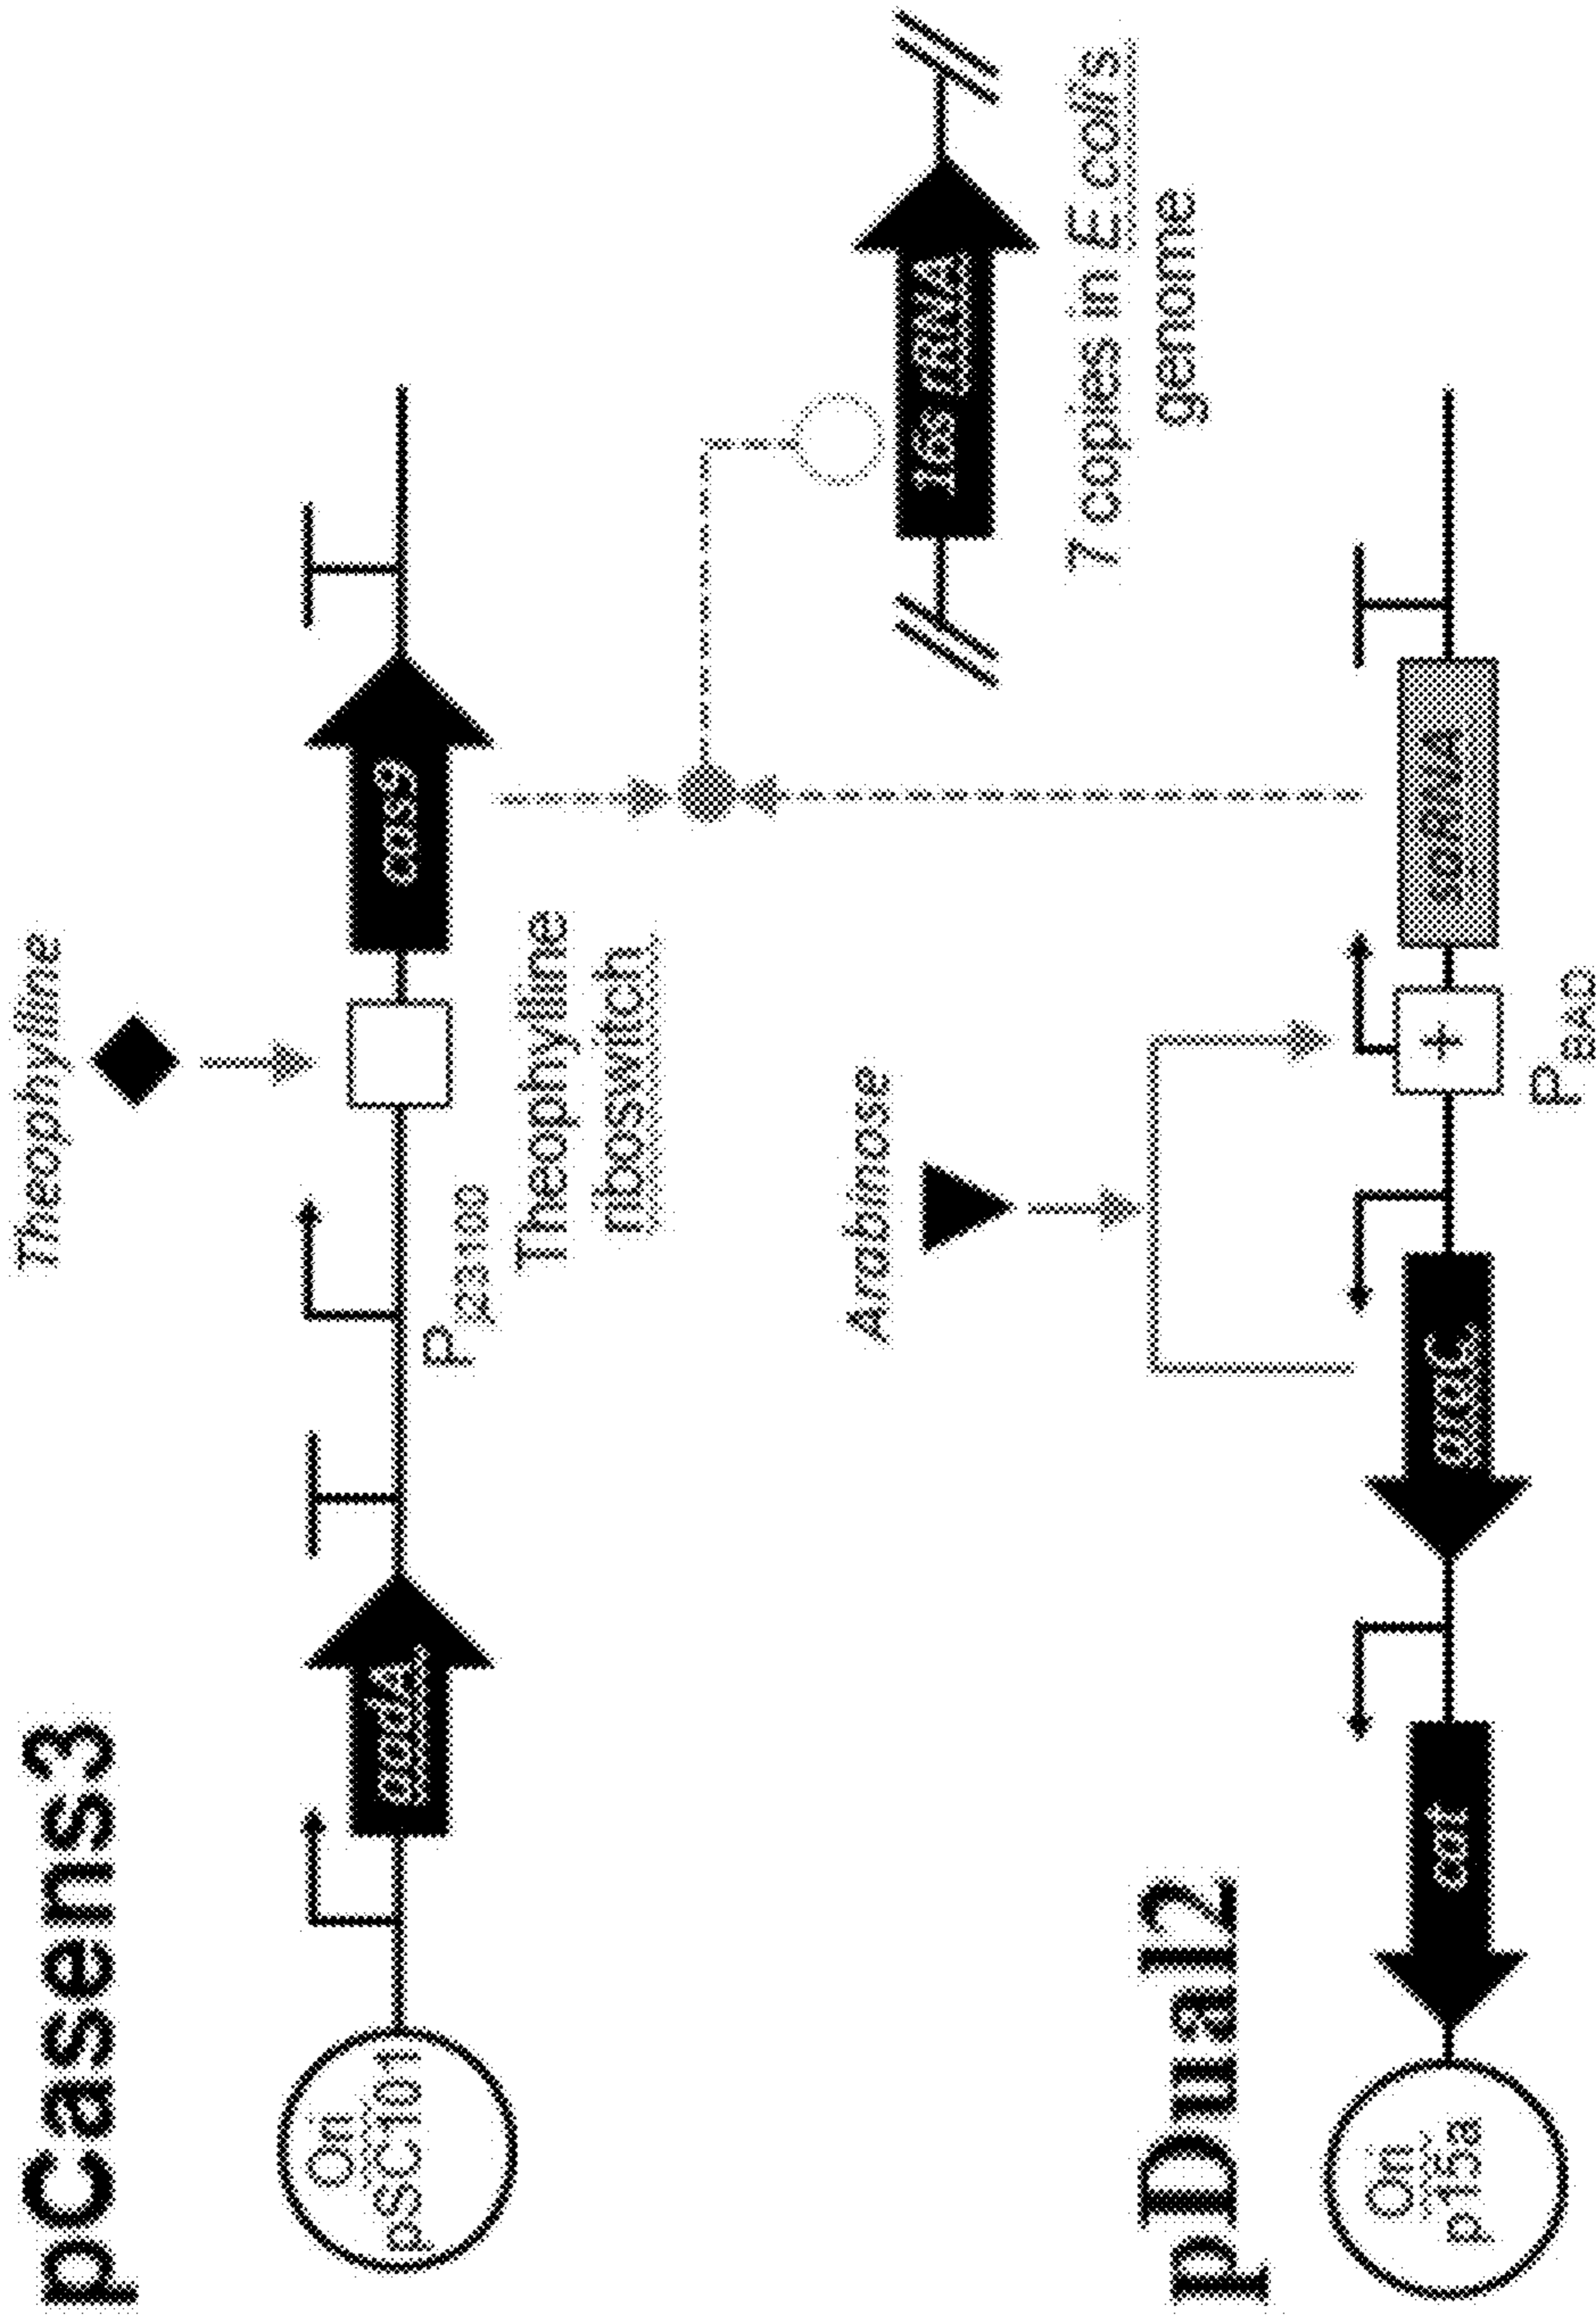 pCasens3
Theophylline
Ori
pSC101
aadA
P J23100
Theophylline
riboswitch
cas9
pDual2
Arabinose
Ori
p15a
cat
araC
+
P BAD
sgRNA
16s rRNA
7 copies in E. coli's
genome